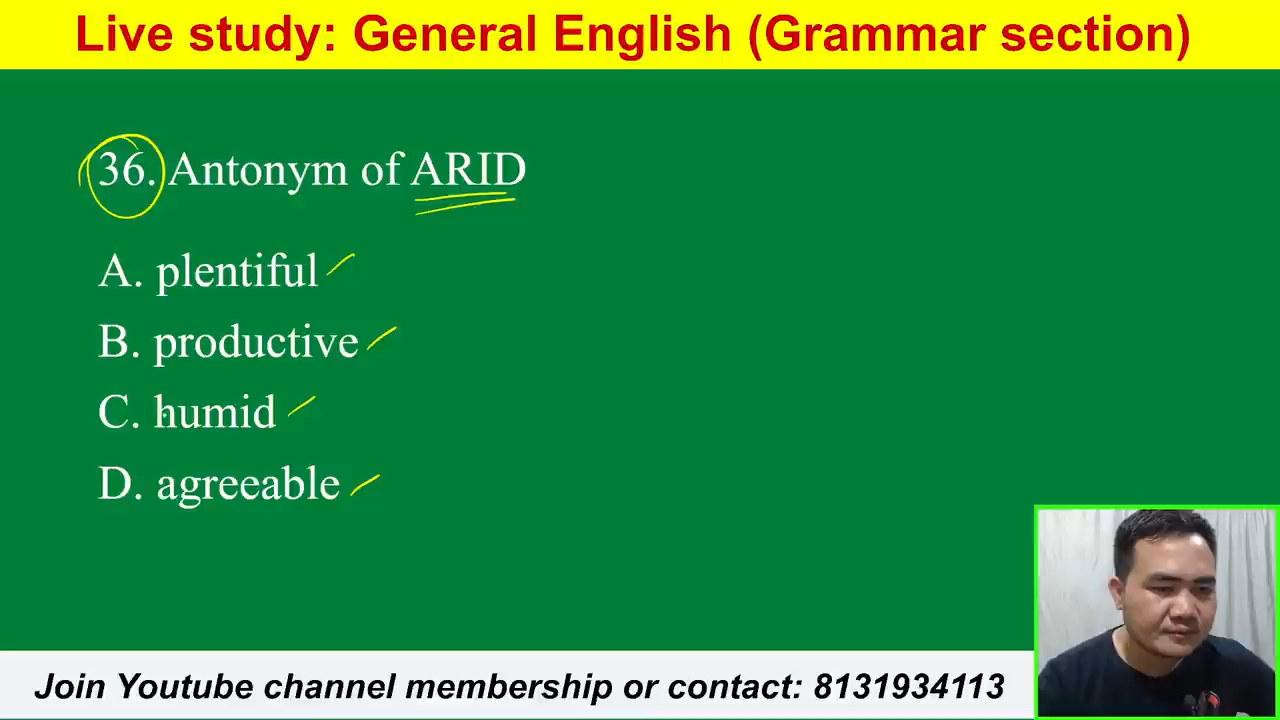 Live study: General English (Grammar section)
36. Antonym of ARID
A. plentiful
B. productive
C. humid
D. agreeable
Join Youtube channel membership or contact: 8131934113